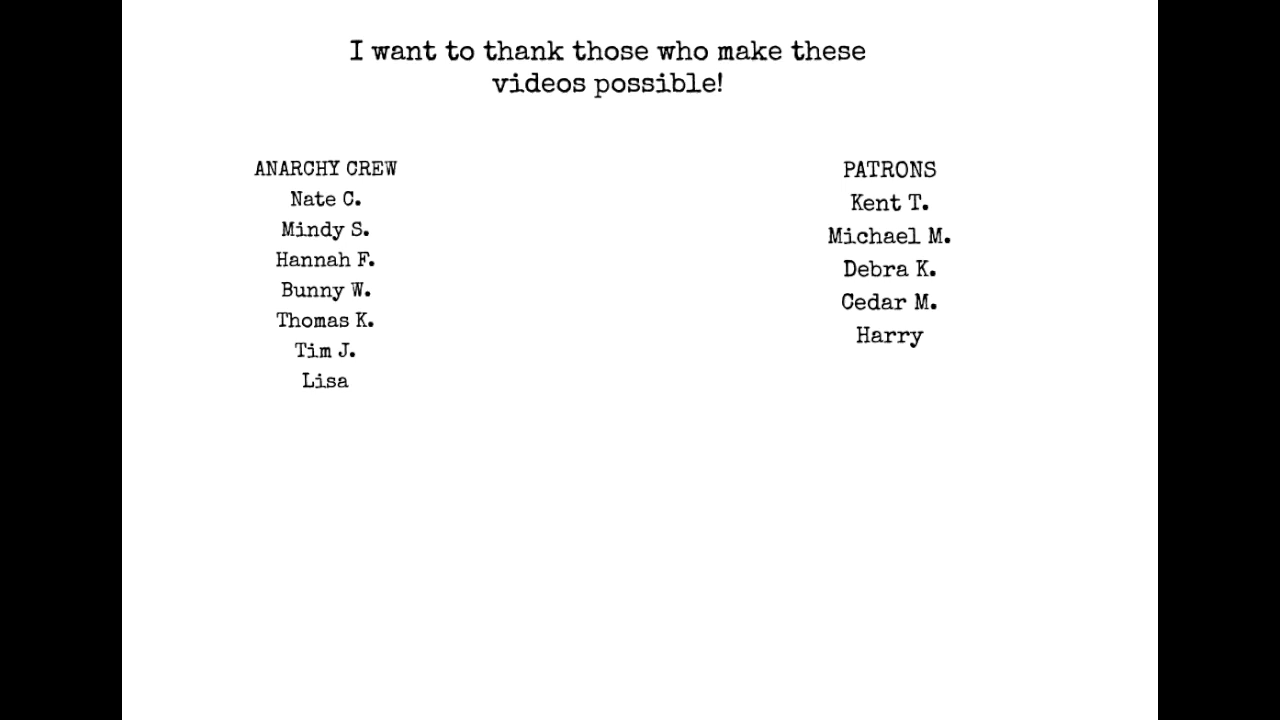 I want to thank those who make these
videos possible!
ANARCHY CREW
Nate C.
Mindy S.
Hannah F.
Bunny W.
Thomas K.
Tim J.
Lisa
PATRONS
Kent T.
Michael M.
Debra K.
Cedar M.
Harry